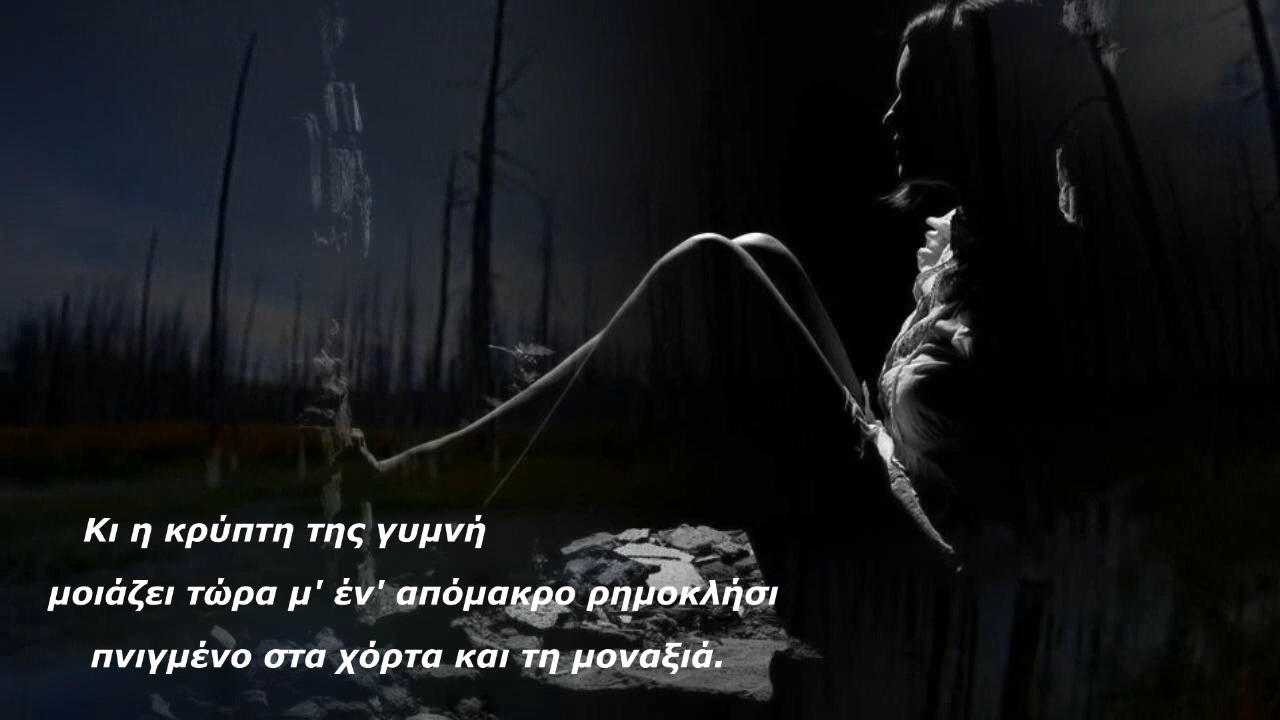 Κι η κρύπτη της γυμνή
μοιάζει τώρα μ' έν' απόμακρο ρημοκλήσι
πνιγμένο στα χόρτα και τη μοναξιά.